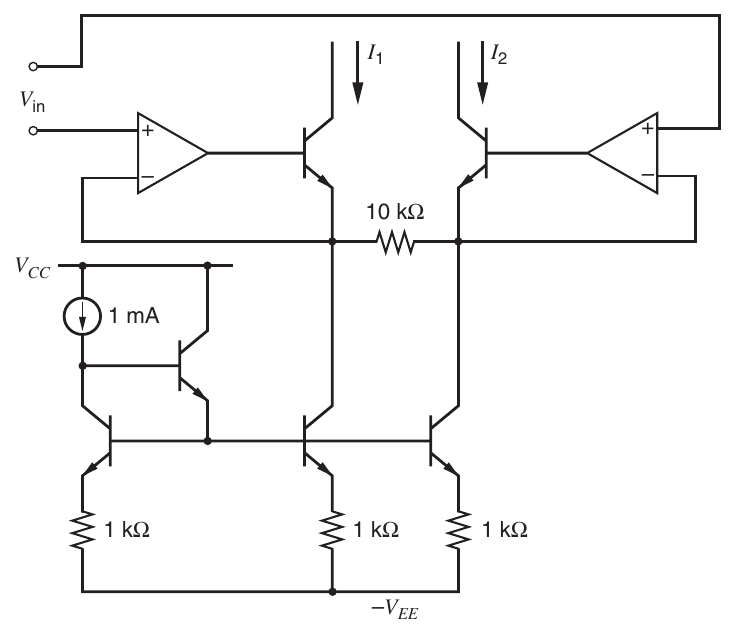 I1
I2
Vin
+
+
−
−
10 kΩ
VCC
1 mA
1 kΩ
1 kΩ
1 kΩ
−VEE